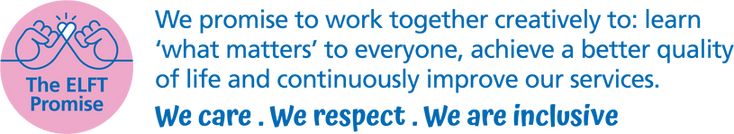 The ELFT
Promise
We promise to work together creatively to: learn
‘what matters’ to everyone, achieve a better quality
of life and continuously improve our services.
We care . We respect . We are inclusive